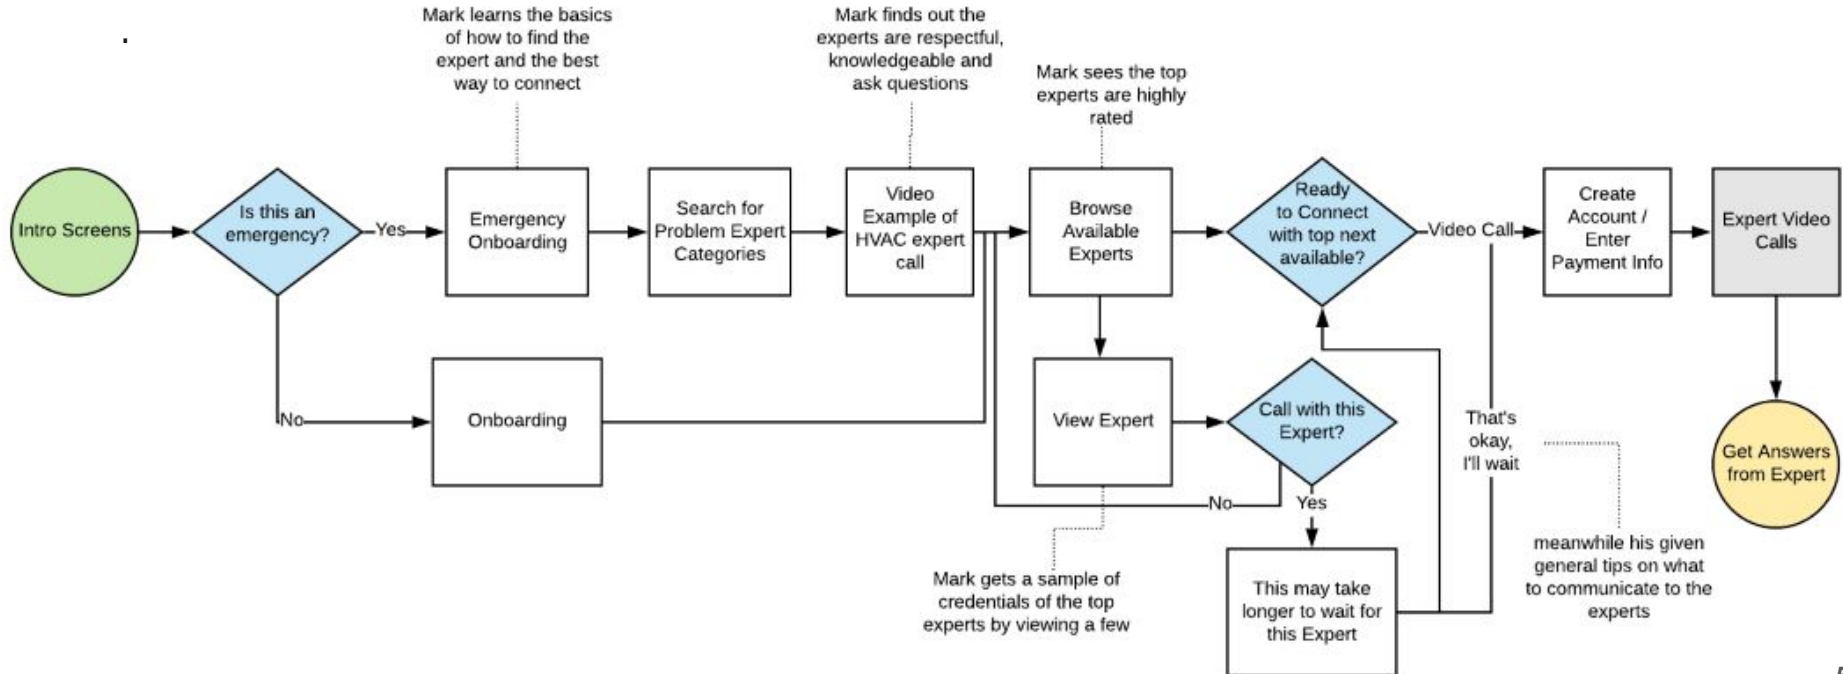 Mark learns the basics
of how to find the
expert and the best
way to connect
Mark finds out the
experts are respectful,
knowledgeable and
ask questions
Mark sees the top
experts are highly
rated
Intro Screens
Is this an
emergency?
Yes
Emergency
Onboarding
Search for
Problem Expert
Categories
Video
Example of
HVAC expert
call
Browse
Available
Experts
Ready
to Connect
with top next
available?
Video Call
Create
Account /
Enter
Payment Info
Expert Video
Calls
No
Onboarding
View Expert
Call with this
Expert?
That's
okay,
I'll wait
Get Answers
from Expert
No
Yes
Mark gets a sample of
credentials of the top
experts by viewing a few
This may take
longer to wait for
this Expert
meanwhile his given
general tips on what
to communicate to the
experts